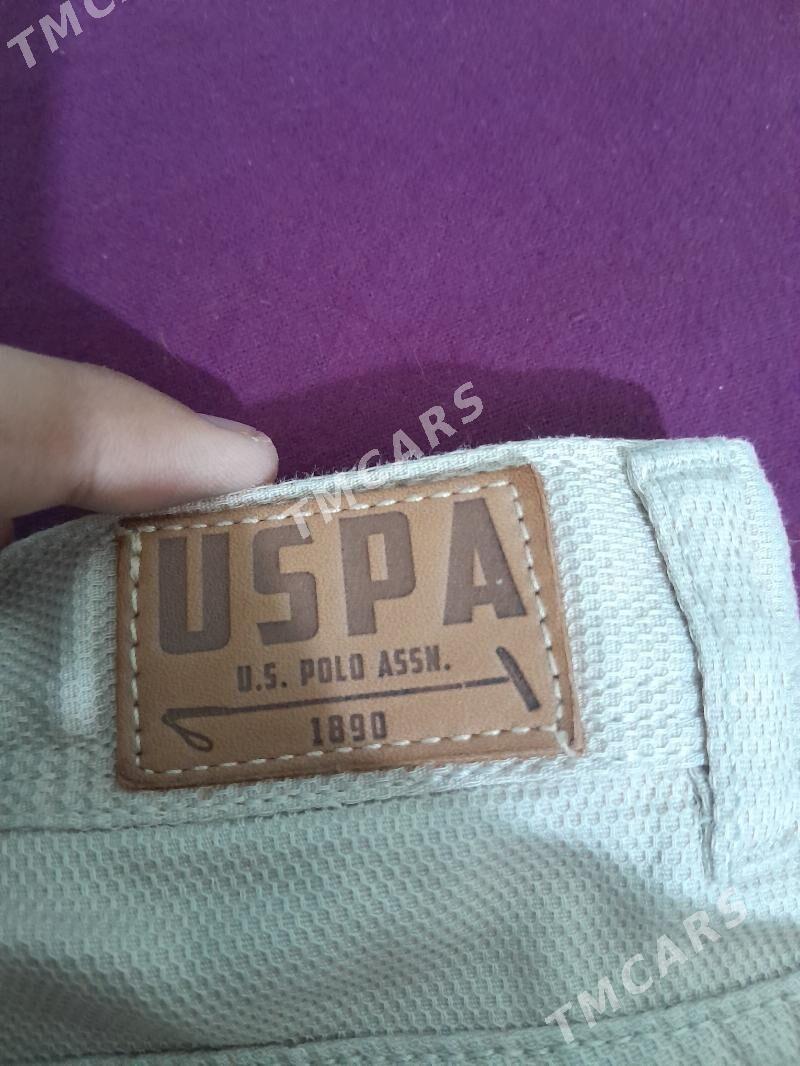 TMCARS
TMCARS
USPA
U.S. POLO ASSN.
1890
TMCARS